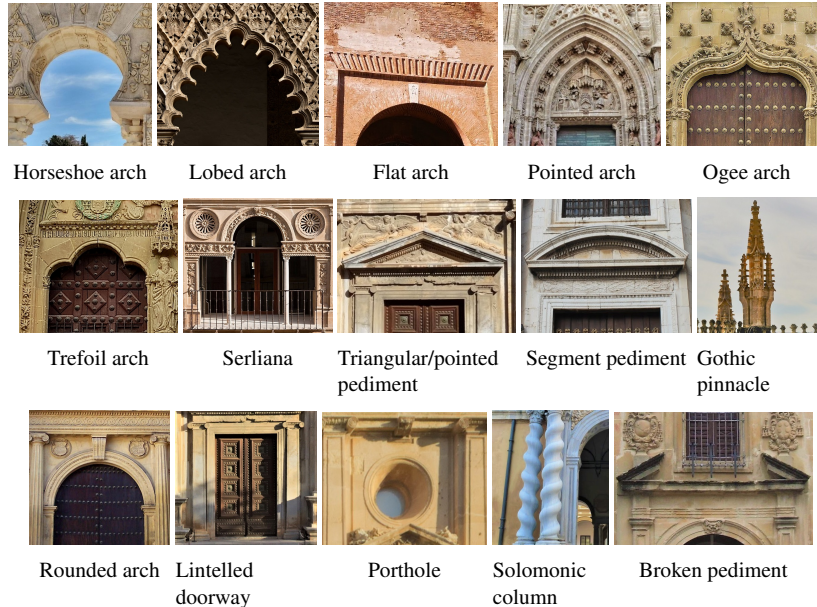 Horseshoe arch
Lobed arch
Flat arch
Pointed arch
Ogee arch
Trefoil arch
Serliana
Triangular/pointed
pediment
Segment pediment
Gothic
pinnacle
Rounded arch
Lintelled
doorway
Porthole
Solomonic
column
Broken pediment